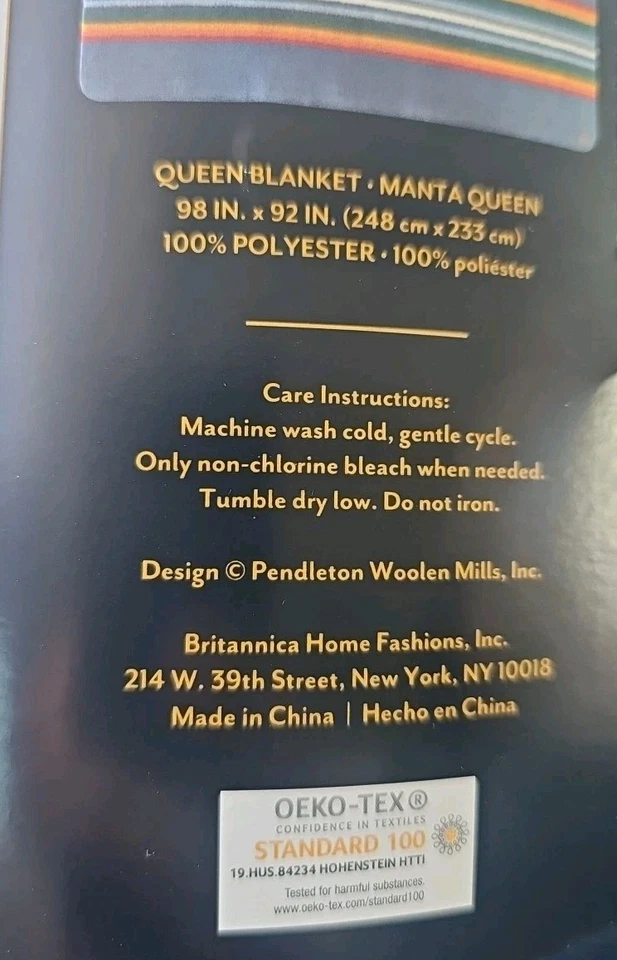 QUEEN BLANKET • MANTA QUEEN
98 IN. x 92 IN. (248 cm x 233 cm)
100% POLYESTER • 100% poliéster
Care Instructions:
Machine wash cold, gentle cycle.
Only non-chlorine bleach when needed.
Tumble dry low. Do not iron.
Design © Pendleton Woolen Mills, Inc.
Britannica Home Fashions, Inc.
214 W. 39th Street, New York, NY 10018
Made in China | Hecho en China
OEKO-TEX®
CONFIDENCE IN TEXTILES
STANDARD 100
19.HUS.84234 HOHENSTEIN HTTI
Tested for harmful substances.
www.oeko-tex.com/standard100